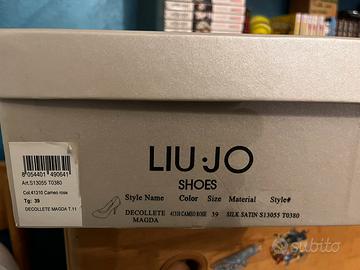 8 054401 490641
Art.S13055 T0380
Col.41310 Cameo rose
Tg: 39
DECOLLETE MAGDA T.11
LIU·JO
SHOES
Style Name Color Size Material Style#
DECOLLETE MAGDA 41310 CAMEO ROSE 39 SILK SATIN S13055 T0380
subito